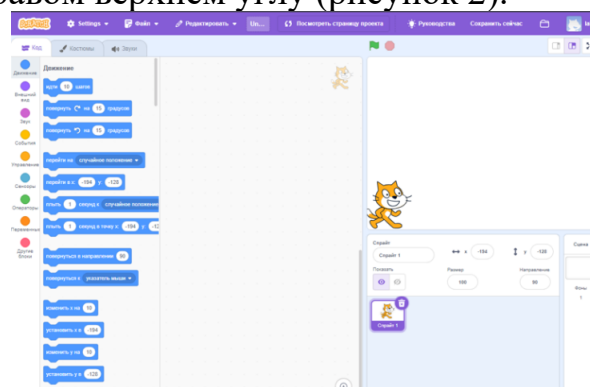 авом верхнем углу (рисунок 2).
SCRATCH Settings Файл Редактировать Un... Посмотреть страницу проекта Руководства Сохранить сейчас
Код Костюмы Звуки
Движение
Внешний вид
Звук
События
Управление
Сенсоры
Операторы
Переменные
Другие блоки
Движение
идти 10 шагов
повернуть на 15 градусов
повернуть на 15 градусов
перейти на случайное положение
перейти в x: -194 y: -128
плыть 1 секунд к случайное положение
плыть 1 секунд в точку x: -194 y: -12
повернуться в направлении 90
повернуться к указатель мыши
изменить x на 10
установить x в -194
изменить y на 10
установить y в -128
Спрайт
Спрайт 1
x -194 y -128
Показать Размер Направление
100 90
Спрайт 1
Сцена
Фоны
1